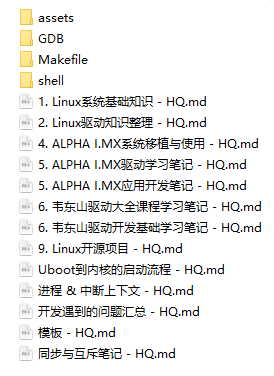 assets
GDB
Makefile
shell
1. Linux系统基础知识 - HQ.md
2. Linux驱动知识整理 - HQ.md
4. ALPHA I.MX系统移植与使用 - HQ.md
5. ALPHA I.MX驱动学习笔记 - HQ.md
5. ALPHA I.MX应用开发笔记 - HQ.md
6. 韦东山驱动大全课程学习笔记 - HQ.md
6. 韦东山驱动开发基础学习笔记 - HQ.md
9. Linux开源项目 - HQ.md
Uboot到内核的启动流程 - HQ.md
进程 & 中断上下文 - HQ.md
开发遇到的问题汇总 - HQ.md
模板 - HQ.md
同步与互斥笔记 - HQ.md